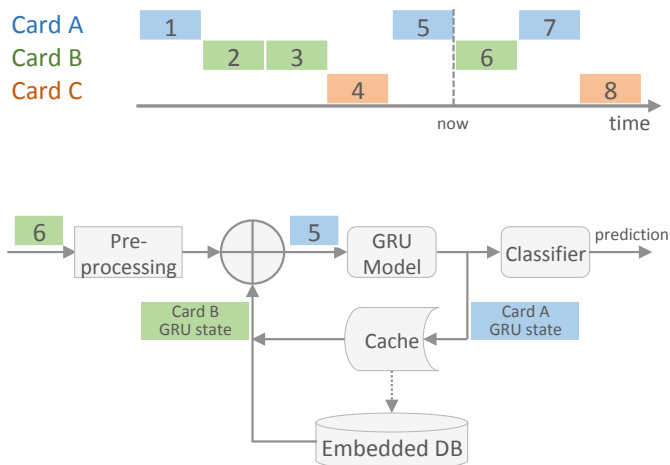 Card A
1
5
7
Card B
2
3
6
Card C
4
8
now
time
6
Pre-
processing
5
GRU
Model
Classifier
prediction
Card B
GRU state
Cache
Card A
GRU state
Embedded DB